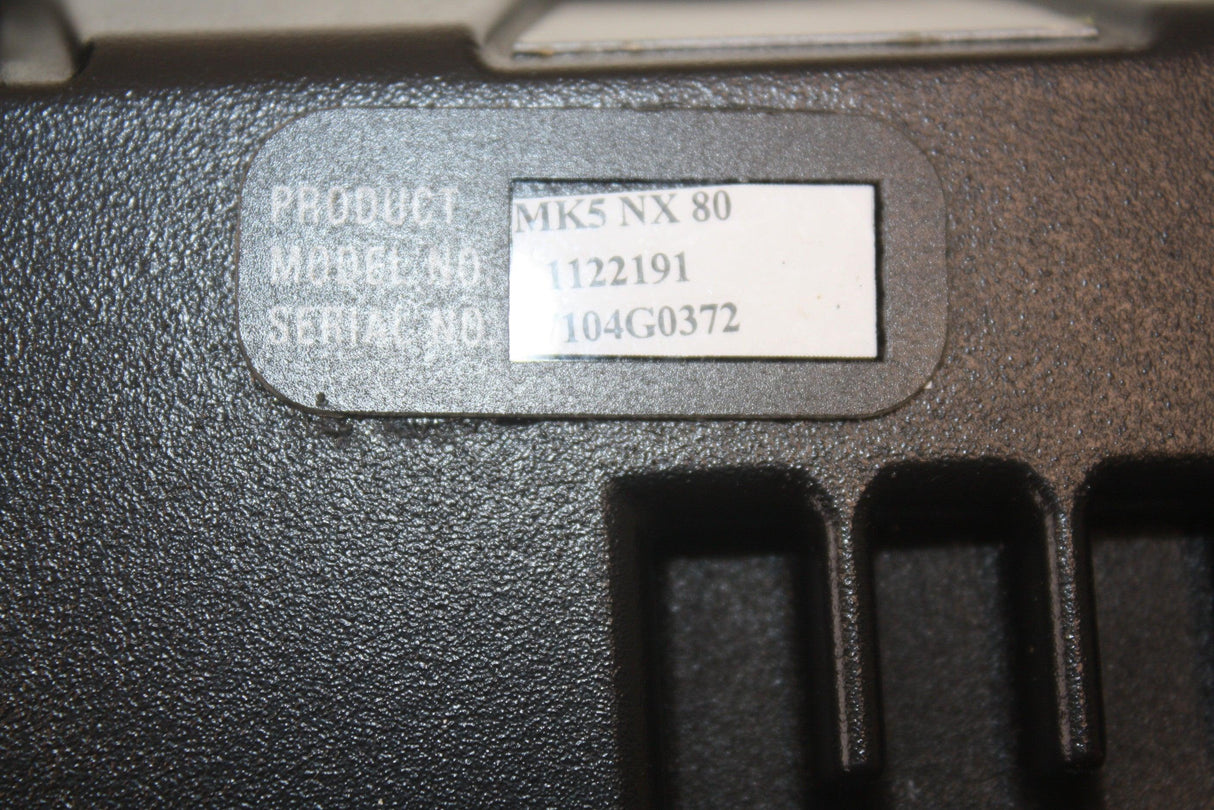 PRODUCT MK5 NX 80
MODEL NO 1122191
SERIAL NO 104G0372